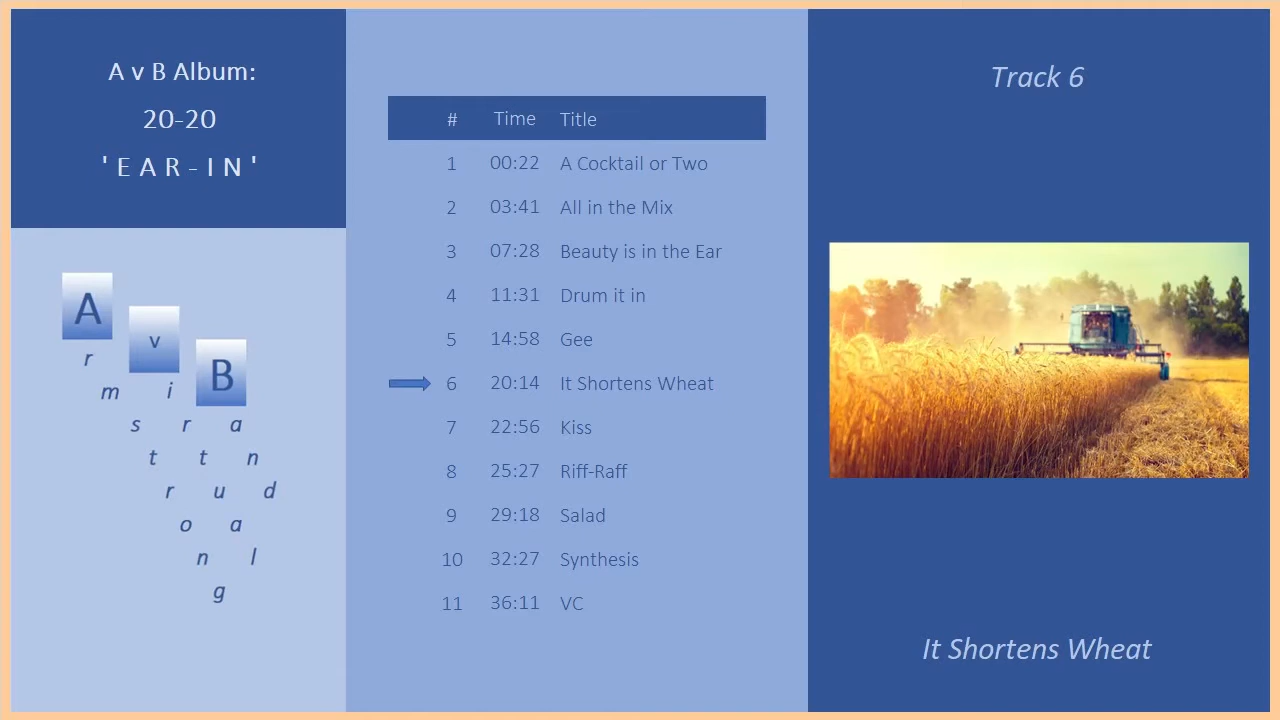 A v B Album:
20-20
' E A R - I N '
A
v
B
r
m i
s r a
t t n
r u d
o a
n l
g
# Time Title
1 00:22 A Cocktail or Two
2 03:41 All in the Mix
3 07:28 Beauty is in the Ear
4 11:31 Drum it in
5 14:58 Gee
6 20:14 It Shortens Wheat
7 22:56 Kiss
8 25:27 Riff-Raff
9 29:18 Salad
10 32:27 Synthesis
11 36:11 VC
Track 6
It Shortens Wheat